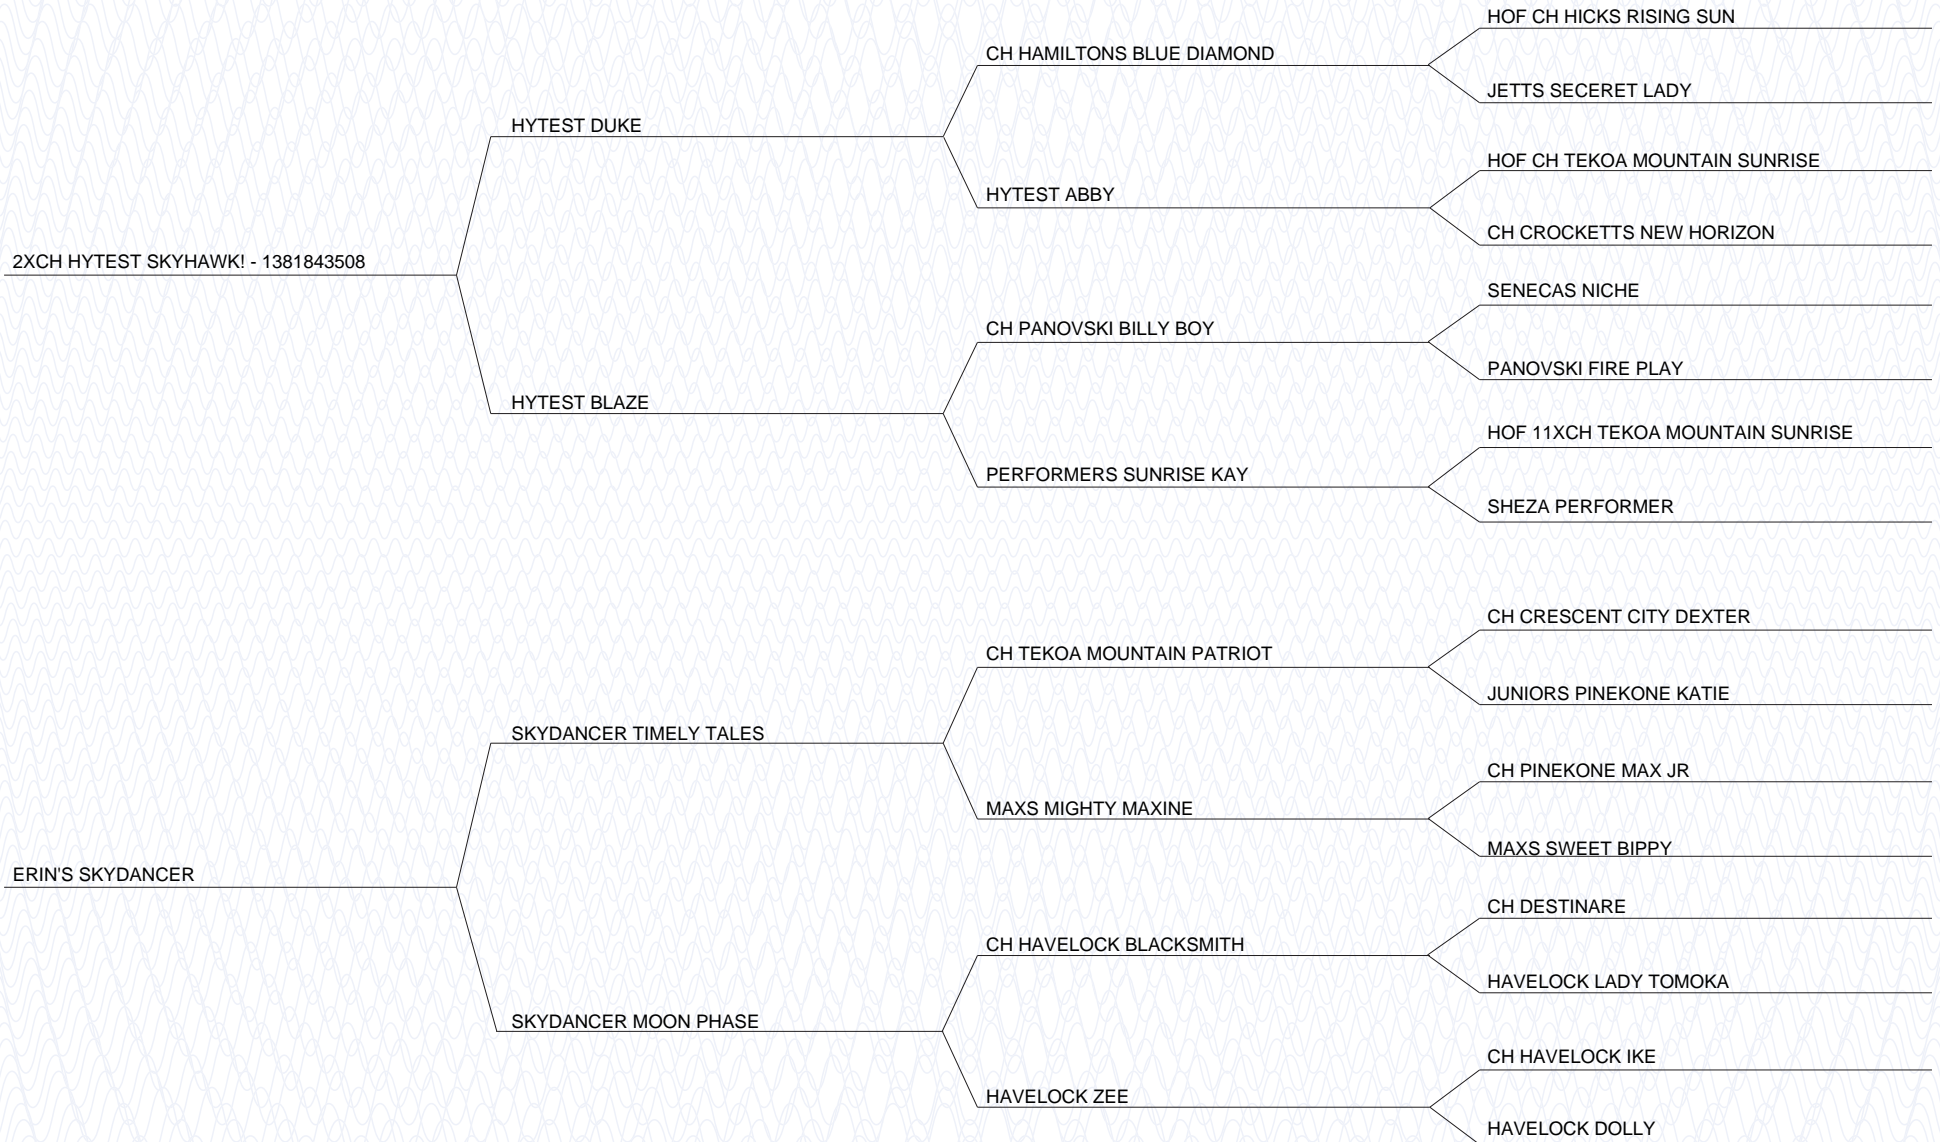 HOF CH HICKS RISING SUN
CH HAMILTONS BLUE DIAMOND
JETTS SECERET LADY
HYTEST DUKE
HOF CH TEKOA MOUNTAIN SUNRISE
HYTEST ABBY
CH CROCKETTS NEW HORIZON
2XCH HYTEST SKYHAWK! - 1381843508
SENECAS NICHE
CH PANOVSKI BILLY BOY
PANOVSKI FIRE PLAY
HYTEST BLAZE
HOF 11XCH TEKOA MOUNTAIN SUNRISE
PERFORMERS SUNRISE KAY
SHEZA PERFORMER
CH CRESCENT CITY DEXTER
CH TEKOA MOUNTAIN PATRIOT
JUNIORS PINEKONE KATIE
SKYDANCER TIMELY TALES
CH PINEKONE MAX JR
MAXS MIGHTY MAXINE
MAXS SWEET BIPPY
ERIN'S SKYDANCER
CH DESTINARE
CH HAVELOCK BLACKSMITH
HAVELOCK LADY TOMOKA
SKYDANCER MOON PHASE
CH HAVELOCK IKE
HAVELOCK ZEE
HAVELOCK DOLLY